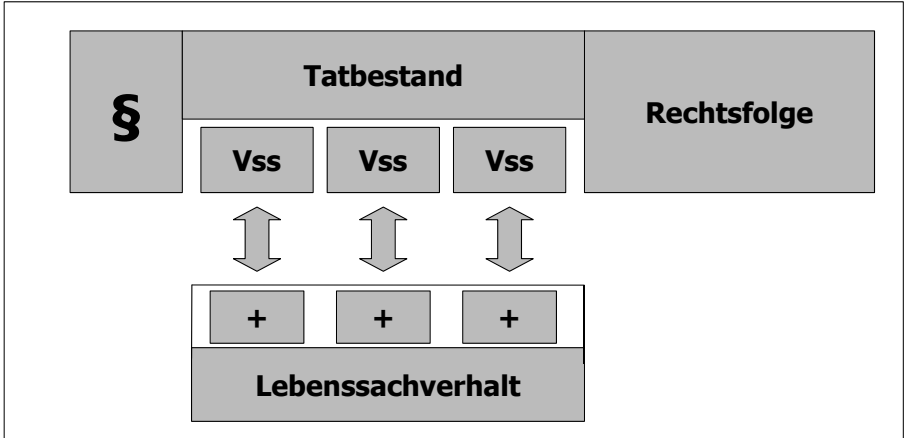 §
Tatbestand
Rechtsfolge
Vss
Vss
Vss
+
+
+
Lebenssachverhalt